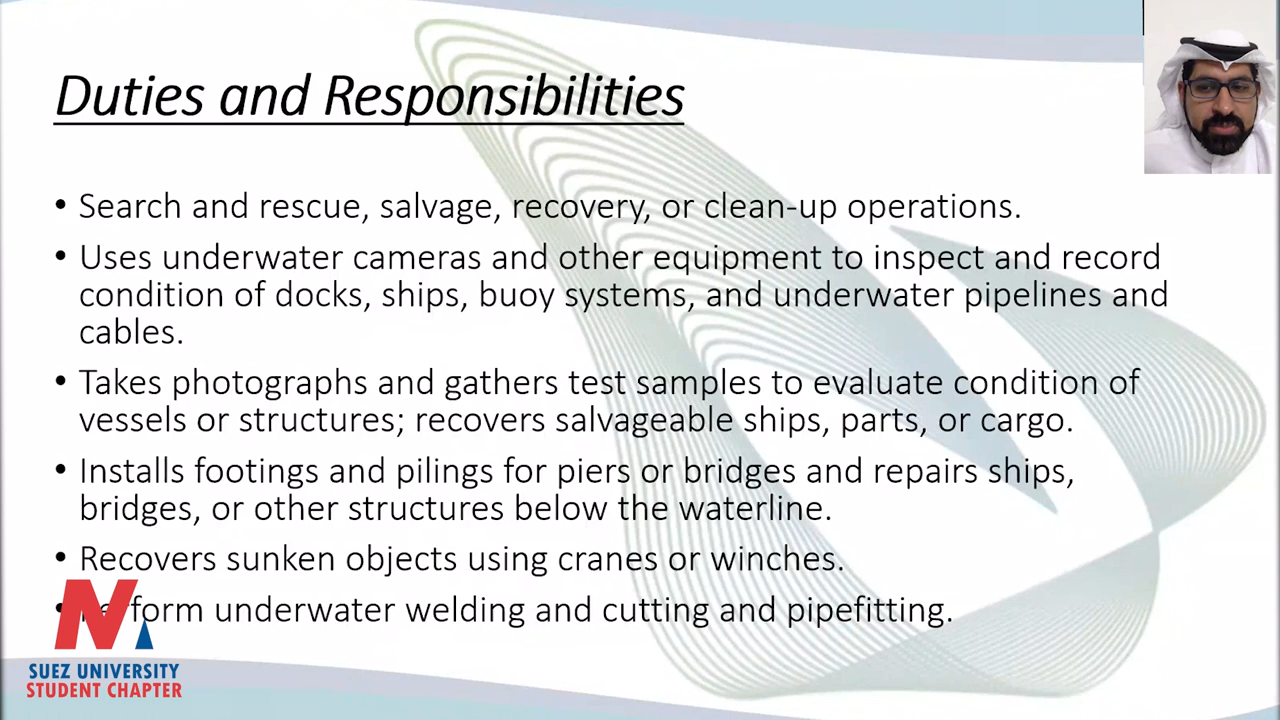 Duties and Responsibilities
• Search and rescue, salvage, recovery, or clean-up operations.
• Uses underwater cameras and other equipment to inspect and record
condition of docks, ships, buoy systems, and underwater pipelines and
cables.
• Takes photographs and gathers test samples to evaluate condition of
vessels or structures; recovers salvageable ships, parts, or cargo.
• Installs footings and pilings for piers or bridges and repairs ships,
bridges, or other structures below the waterline.
• Recovers sunken objects using cranes or winches.
• Perform underwater welding and cutting and pipefitting.
SUEZ UNIVERSITY
STUDENT CHAPTER